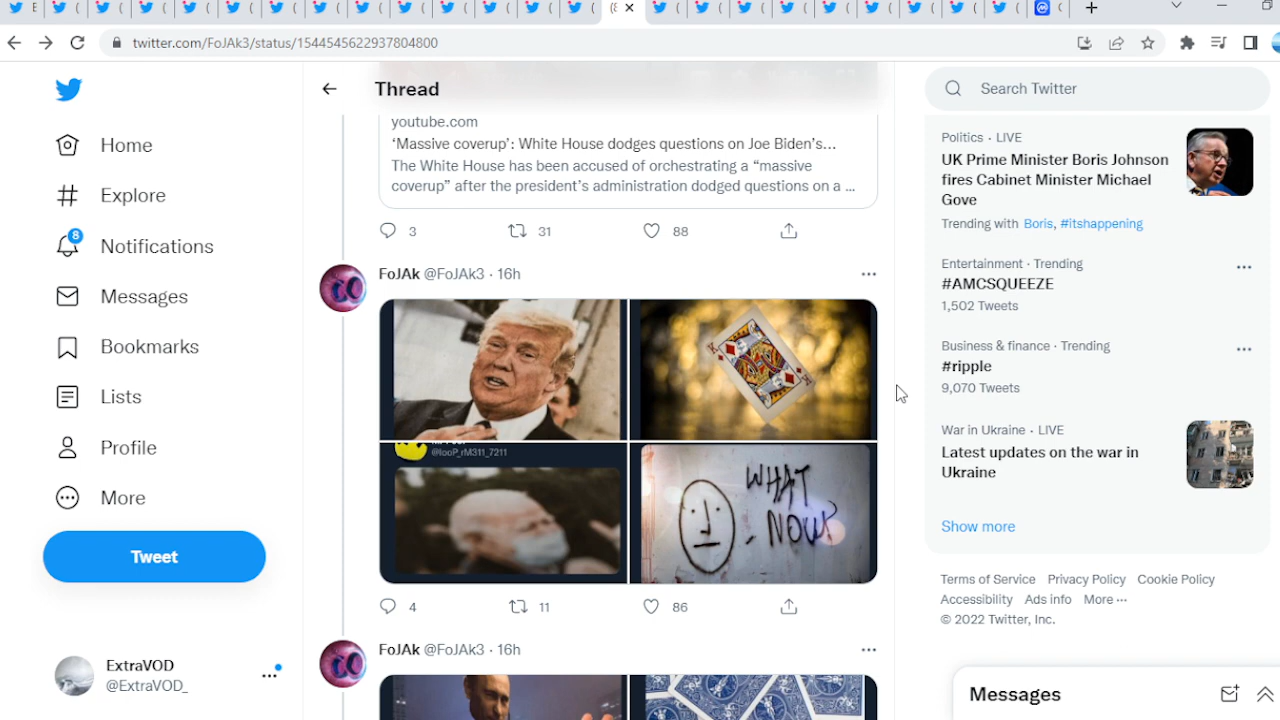 twitter.com/FoJAk3/status/1544545622937804800
Home
Explore
8
Notifications
Messages
Bookmarks
Lists
Profile
More
Tweet
ExtraVOD
@ExtraVOD_
Thread
youtube.com
‘Massive coverup’: White House dodges questions on Joe Biden’s...
The White House has been accused of orchestrating a “massive
coverup” after the president’s administration dodged questions on a ...
3 31 88
FoJAk @FoJAk3 · 16h
K
@looP_rM311_7211
WHAT
NOW?
4 11 86
FoJAk @FoJAk3 · 16h
Search Twitter
Politics · LIVE
UK Prime Minister Boris Johnson
fires Cabinet Minister Michael
Gove
Trending with Boris, #itshappening
Entertainment · Trending
#AMCSQUEEZE
1,502 Tweets
Business & finance · Trending
#ripple
9,070 Tweets
War in Ukraine · LIVE
Latest updates on the war in
Ukraine
Show more
Terms of Service Privacy Policy Cookie Policy
Accessibility Ads info More ···
© 2022 Twitter, Inc.
Messages